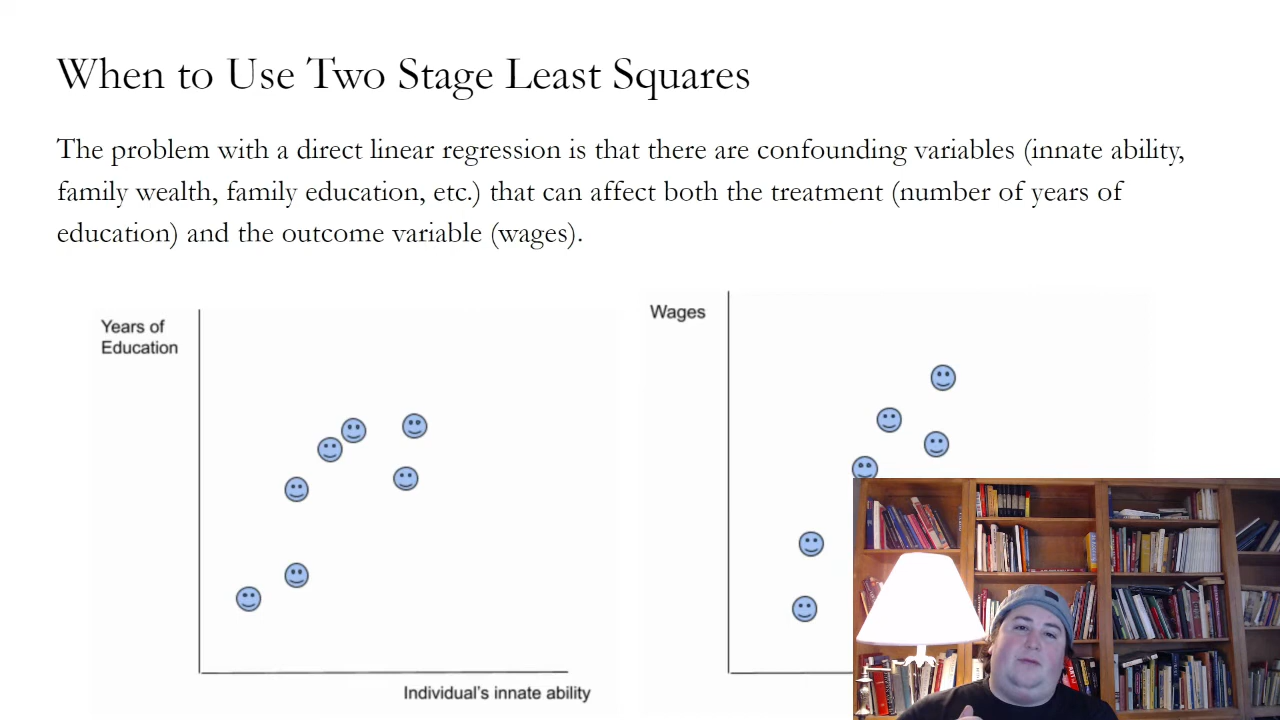 When to Use Two Stage Least Squares
The problem with a direct linear regression is that there are confounding variables (innate ability,
family wealth, family education, etc.) that can affect both the treatment (number of years of
education) and the outcome variable (wages).
Years of
Education
Individual's innate ability
Wages